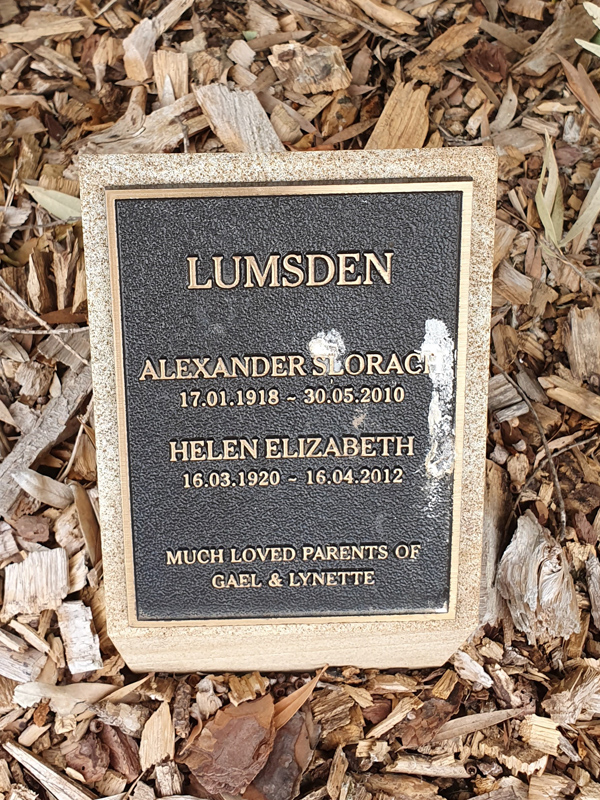 LUMSDEN
ALEXANDER SLORACH
17.01.1918 ~ 30.05.2010
HELEN ELIZABETH
16.03.1920 ~ 16.04.2012
MUCH LOVED PARENTS OF
GAEL & LYNETTE